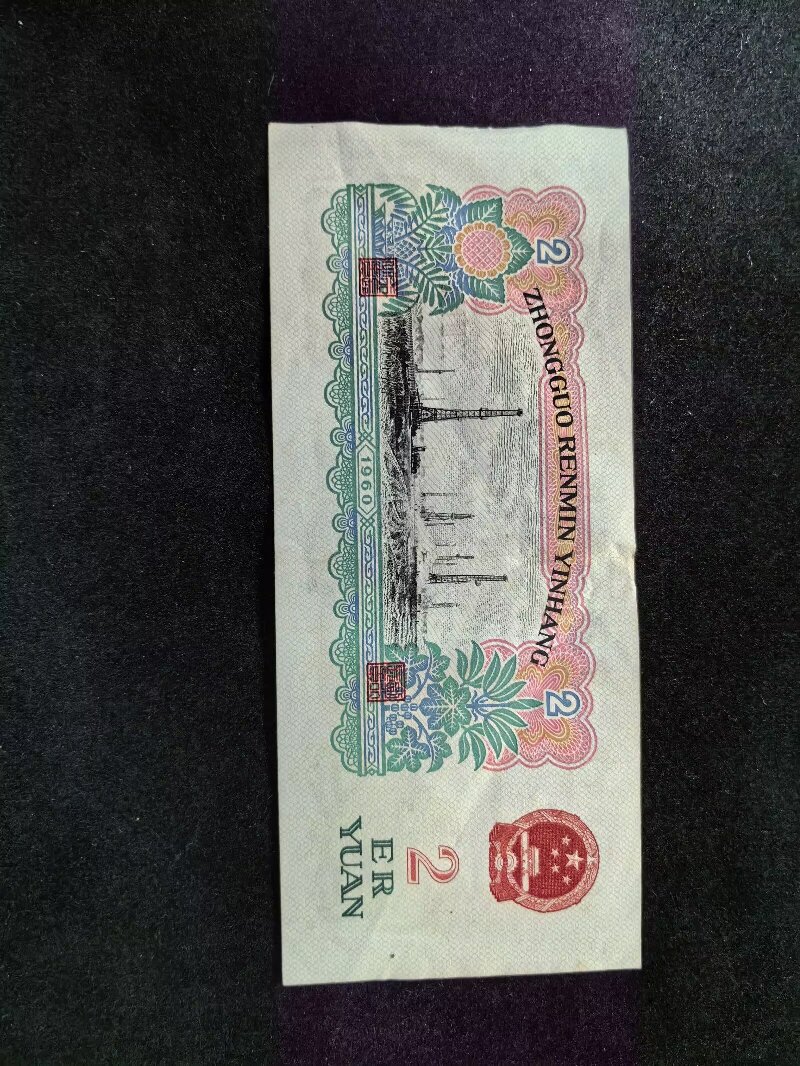 2
2
ZHONGGUO RENMIN YINHANG
1960
2
ER
YUAN